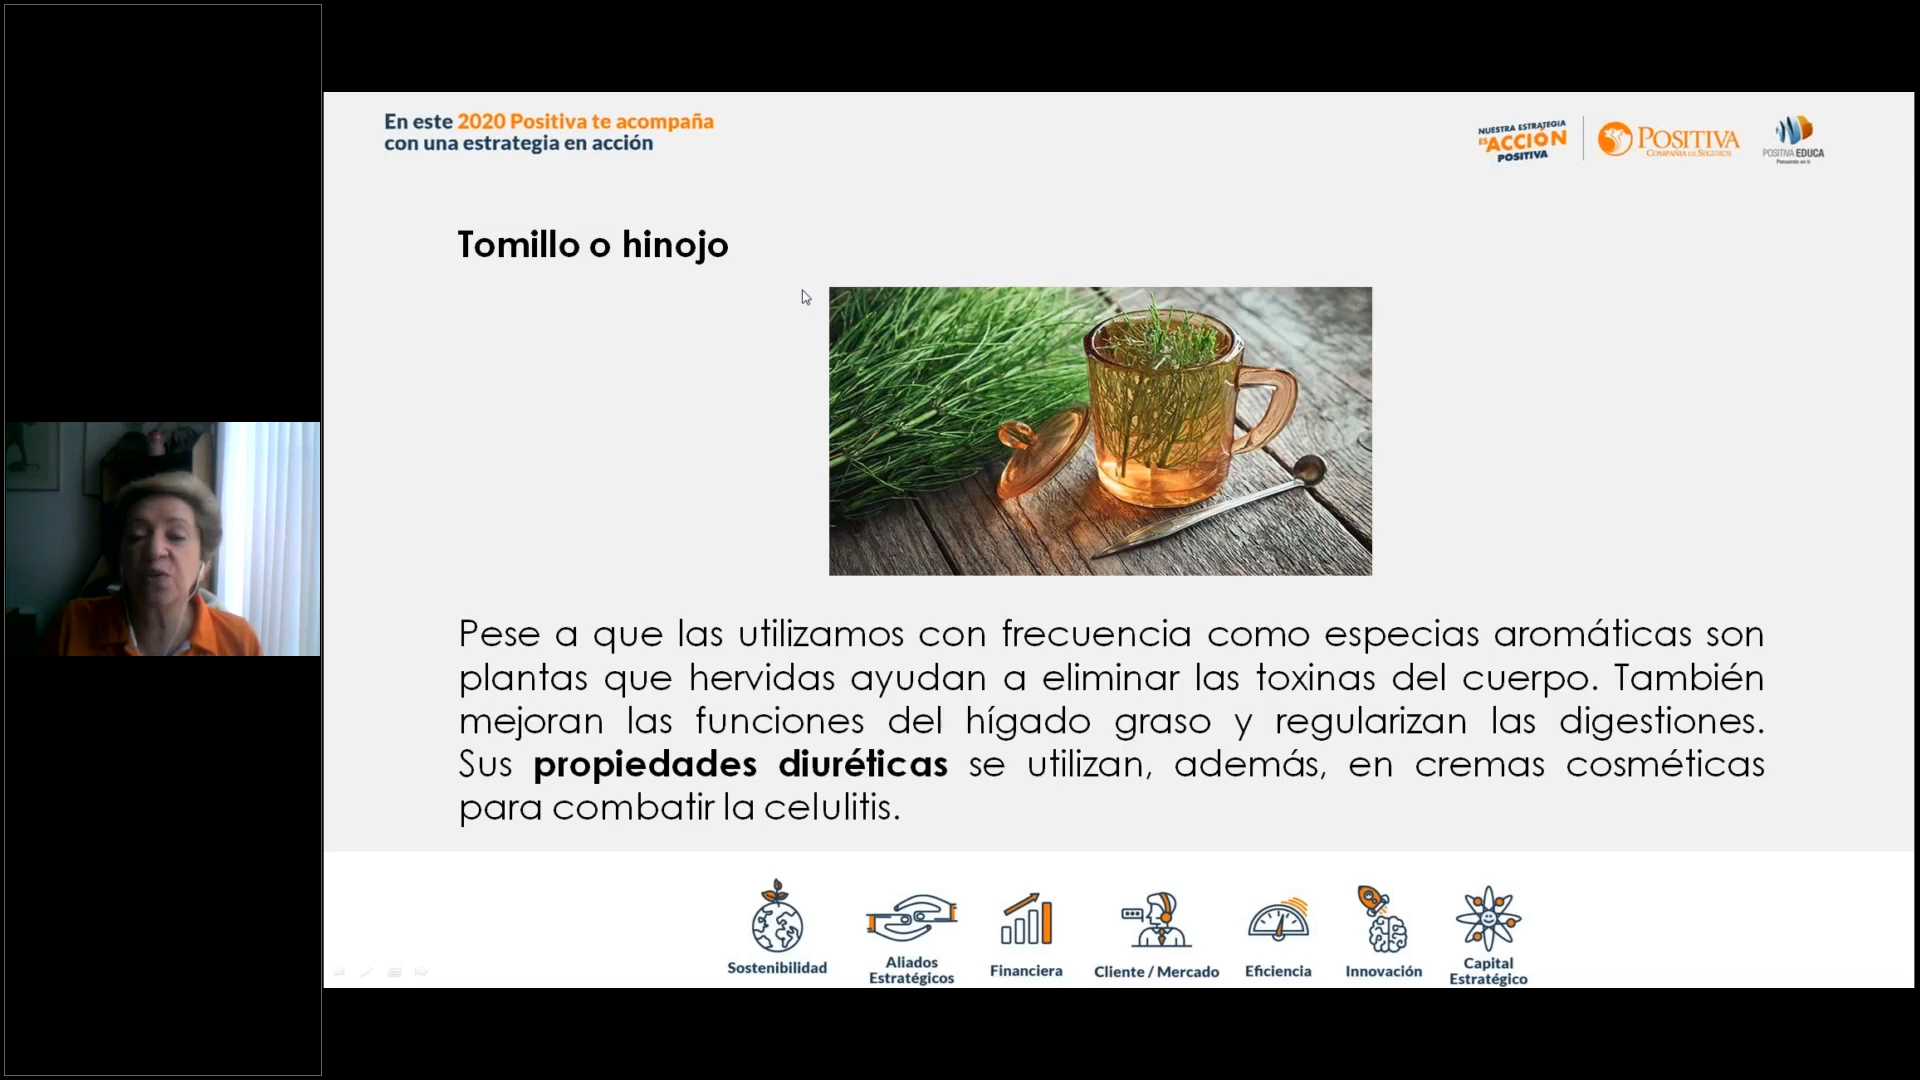 En este 2020 Positiva te acompaña
con una estrategia en acción
NUESTRA ESTRATEGIA
ES ACCIÓN
POSITIVA
POSITIVA
COMPAÑÍA DE SEGUROS
POSITIVA EDUCA
Pensando en ti
Tomillo o hinojo
Pese a que las utilizamos con frecuencia como especias aromáticas son
plantas que hervidas ayudan a eliminar las toxinas del cuerpo. También
mejoran las funciones del hígado graso y regularizan las digestiones.
Sus propiedades diuréticas se utilizan, además, en cremas cosméticas
para combatir la celulitis.
Sostenibilidad
Aliados
Estratégicos
Financiera
Cliente / Mercado
Eficiencia
Innovación
Capital
Estratégico